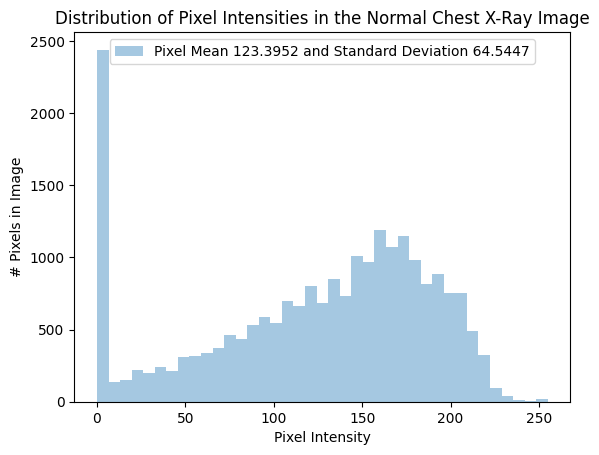 Distribution of Pixel Intensities in the Normal Chest X-Ray Image
Pixel Mean 123.3952 and Standard Deviation 64.5447
2500
2000
1500
1000
500
0
# Pixels in Image
0 50 100 150 200 250
Pixel Intensity